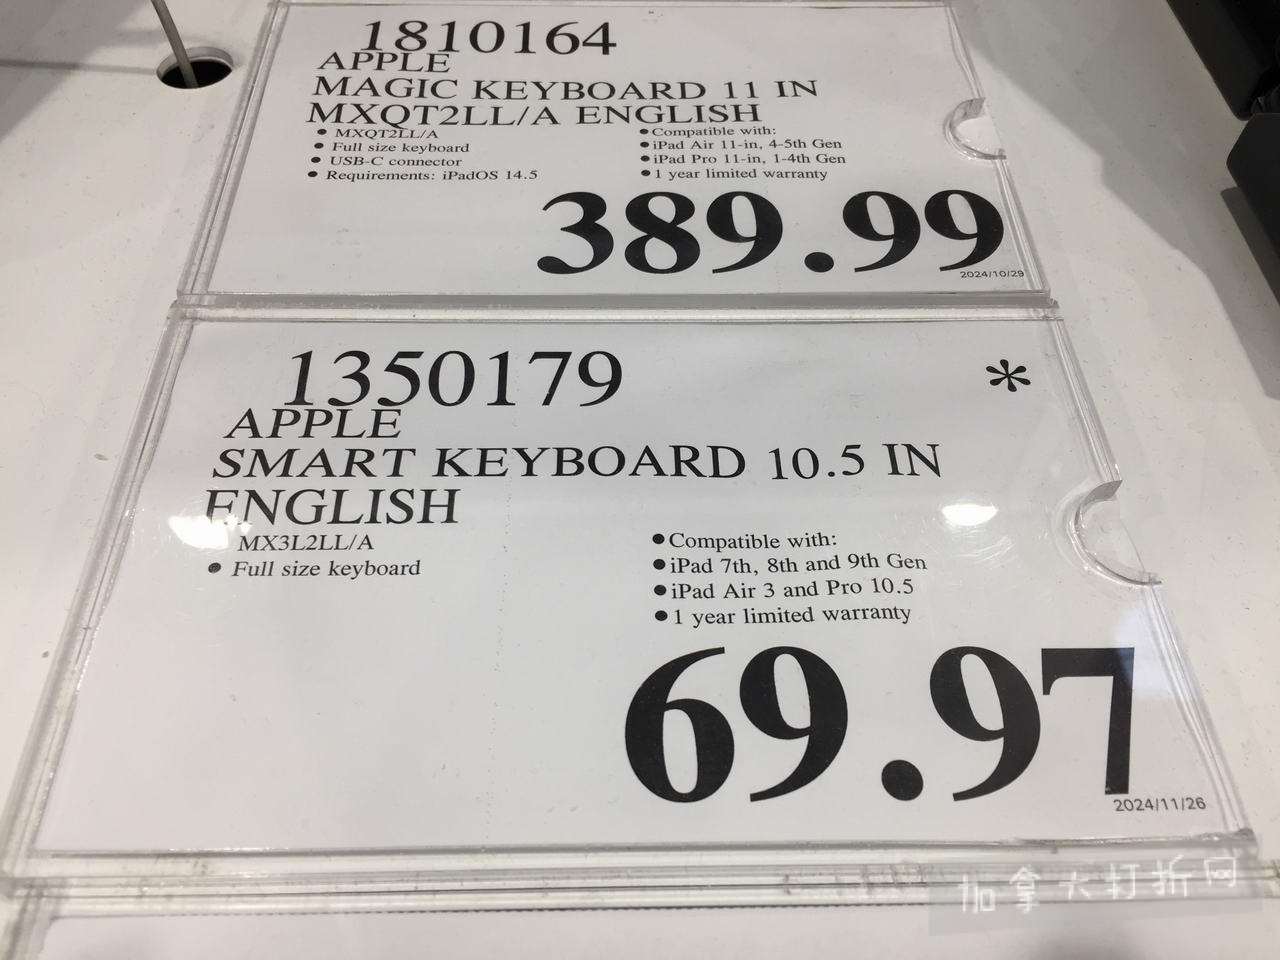 1810164
APPLE
MAGIC KEYBOARD 11 IN
MXQT2LL/A ENGLISH
● MXQT2LL/A
● Full size keyboard
● USB-C connector
● Requirements: iPadOS 14.5
● Compatible with:
● iPad Air 11-in, 4-5th Gen
● iPad Pro 11-in, 1-4th Gen
● 1 year limited warranty
389.99
2024/10/29
1350179
*
APPLE
SMART KEYBOARD 10.5 IN
ENGLISH
MX3L2LL/A
● Full size keyboard
● Compatible with:
● iPad 7th, 8th and 9th Gen
● iPad Air 3 and Pro 10.5
● 1 year limited warranty
69.97
2024/11/26
加拿大打折网